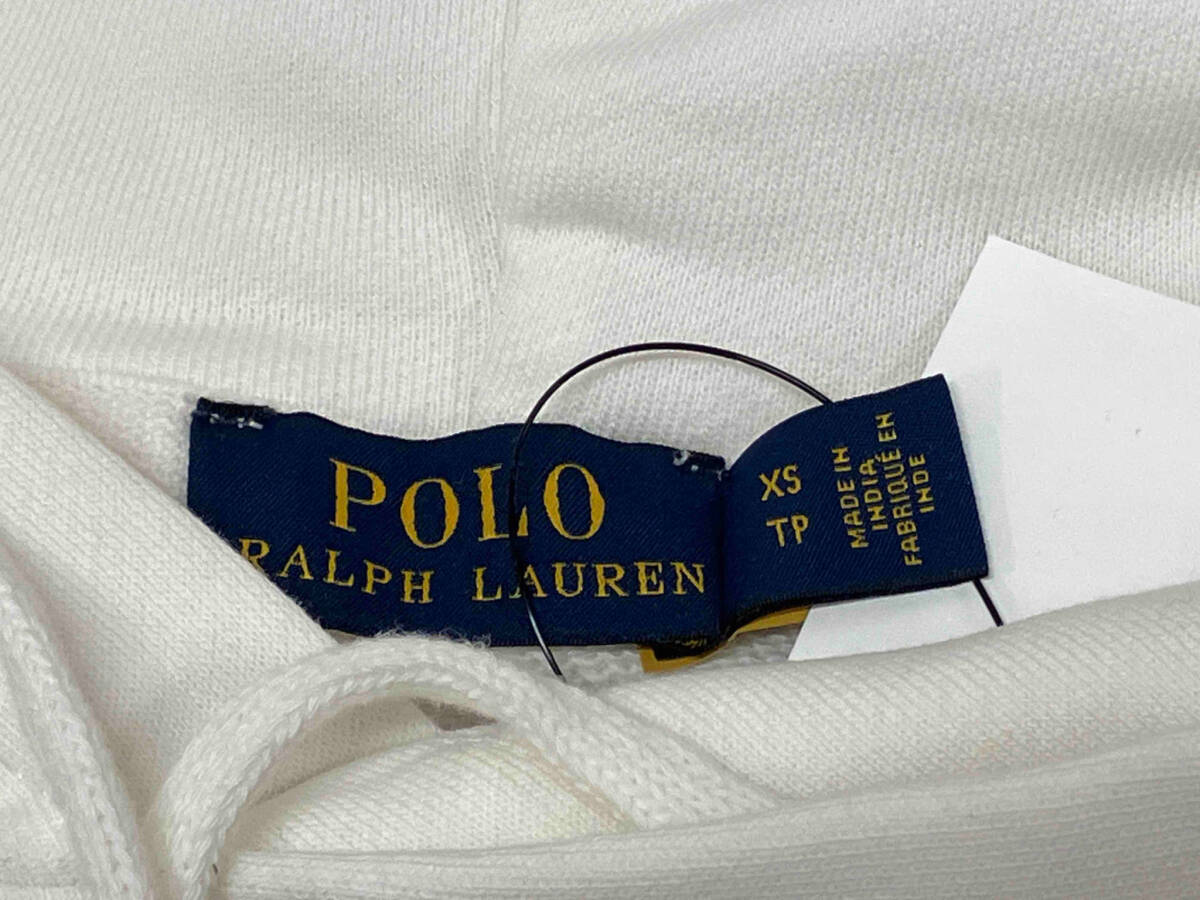 POLO
RALPH LAUREN
XS
TP
MADE IN
INDIA
FABRIQUÉ EN
INDE